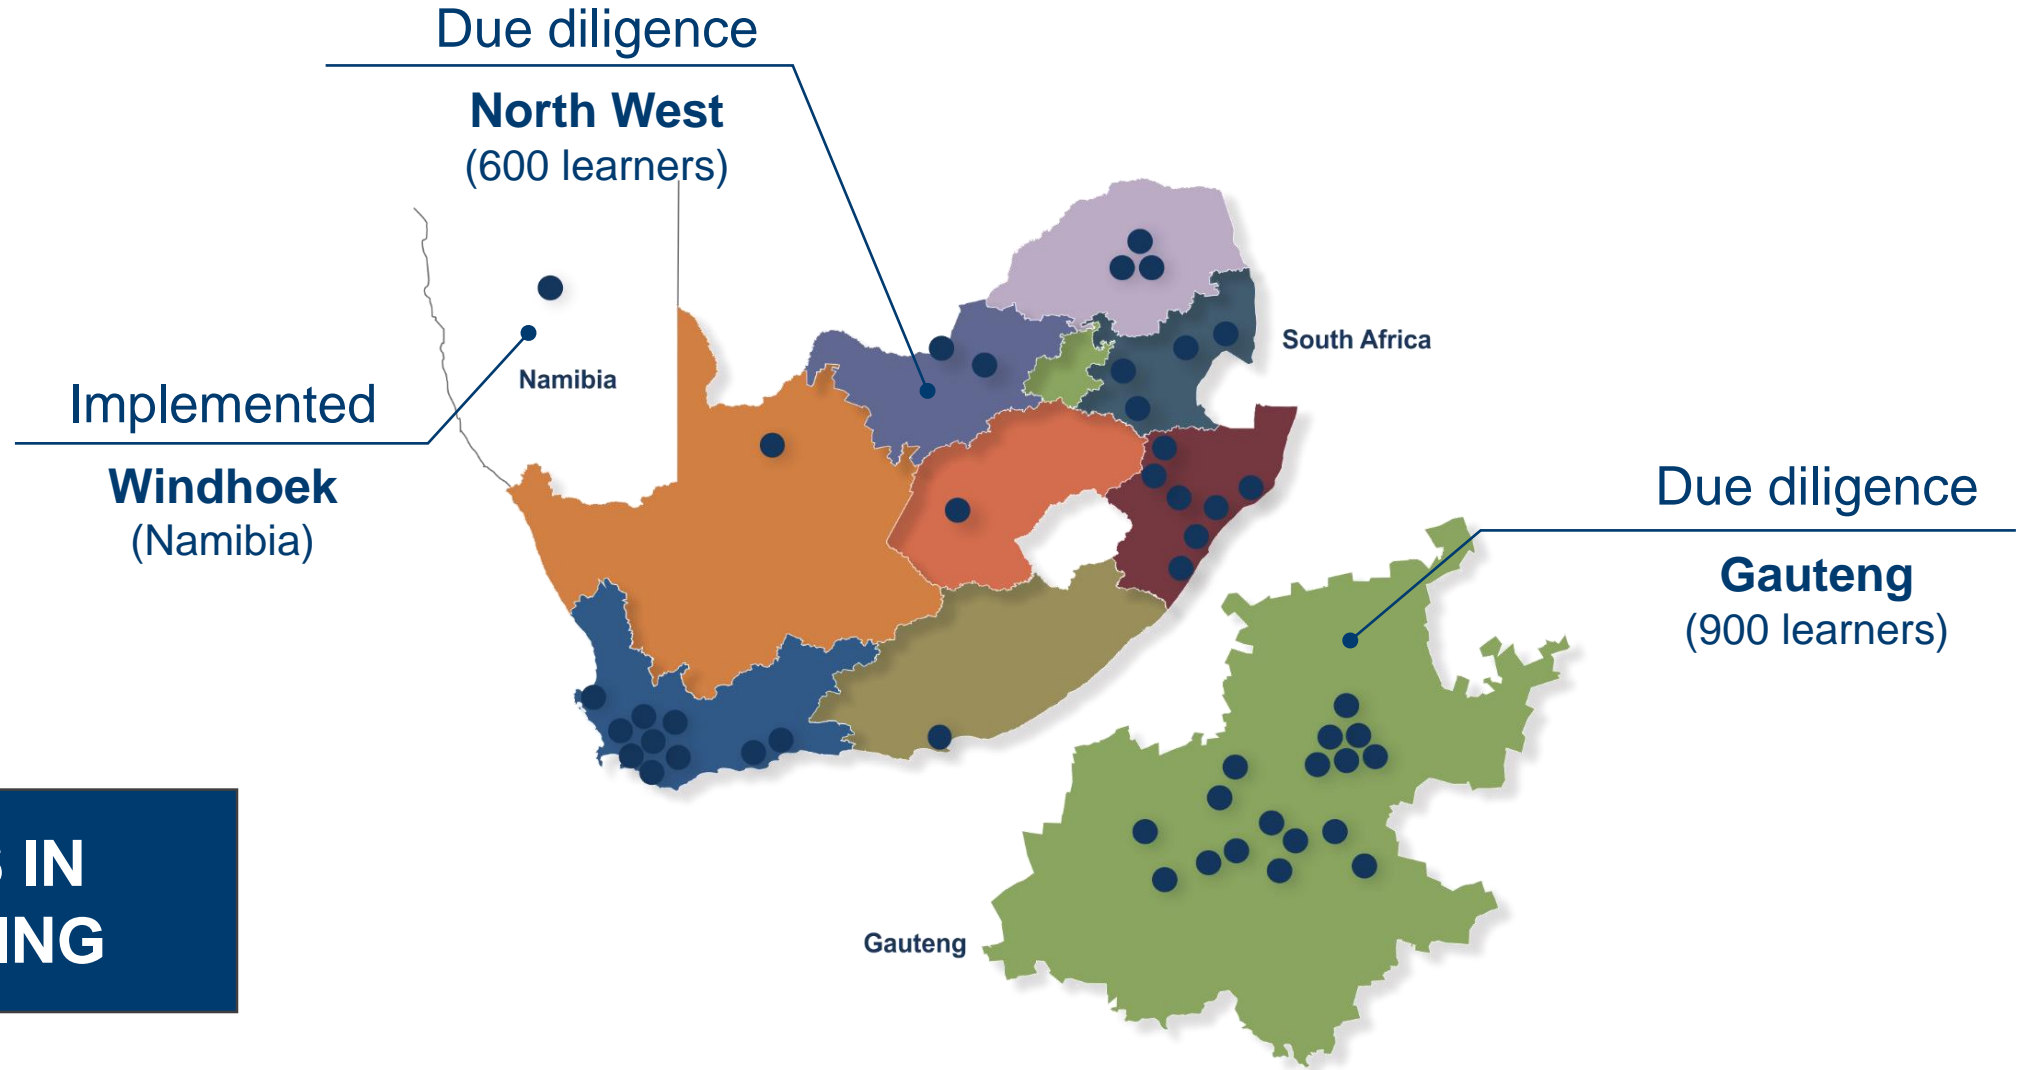 Due diligence
North West
(600 learners)
South Africa
Namibia
Implemented
Windhoek
(Namibia)
Due diligence
Gauteng
(900 learners)
IN
Gauteng